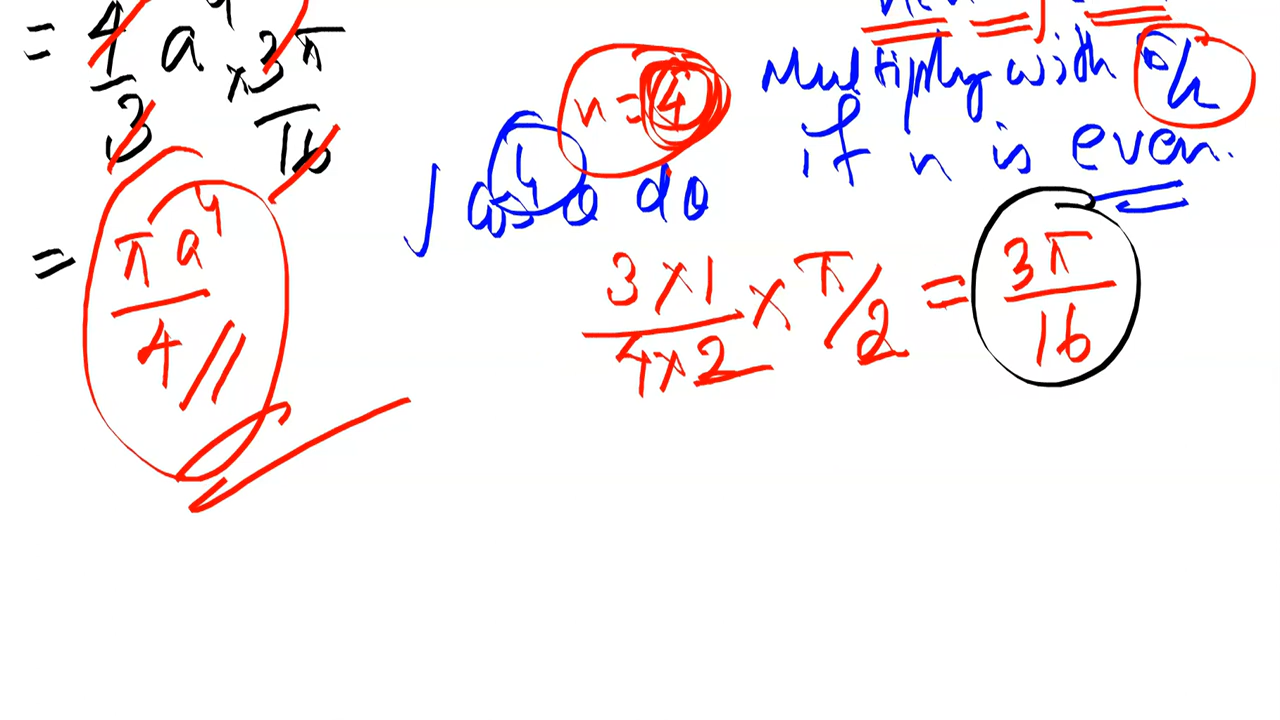 = 4/3 a⁴ × 3π/16
= πa⁴/4 //
Multiply with π/2
if n is even.
n = 4
∫ cos⁴θ dθ
3×1/4×2 × π/2 = 3π/16